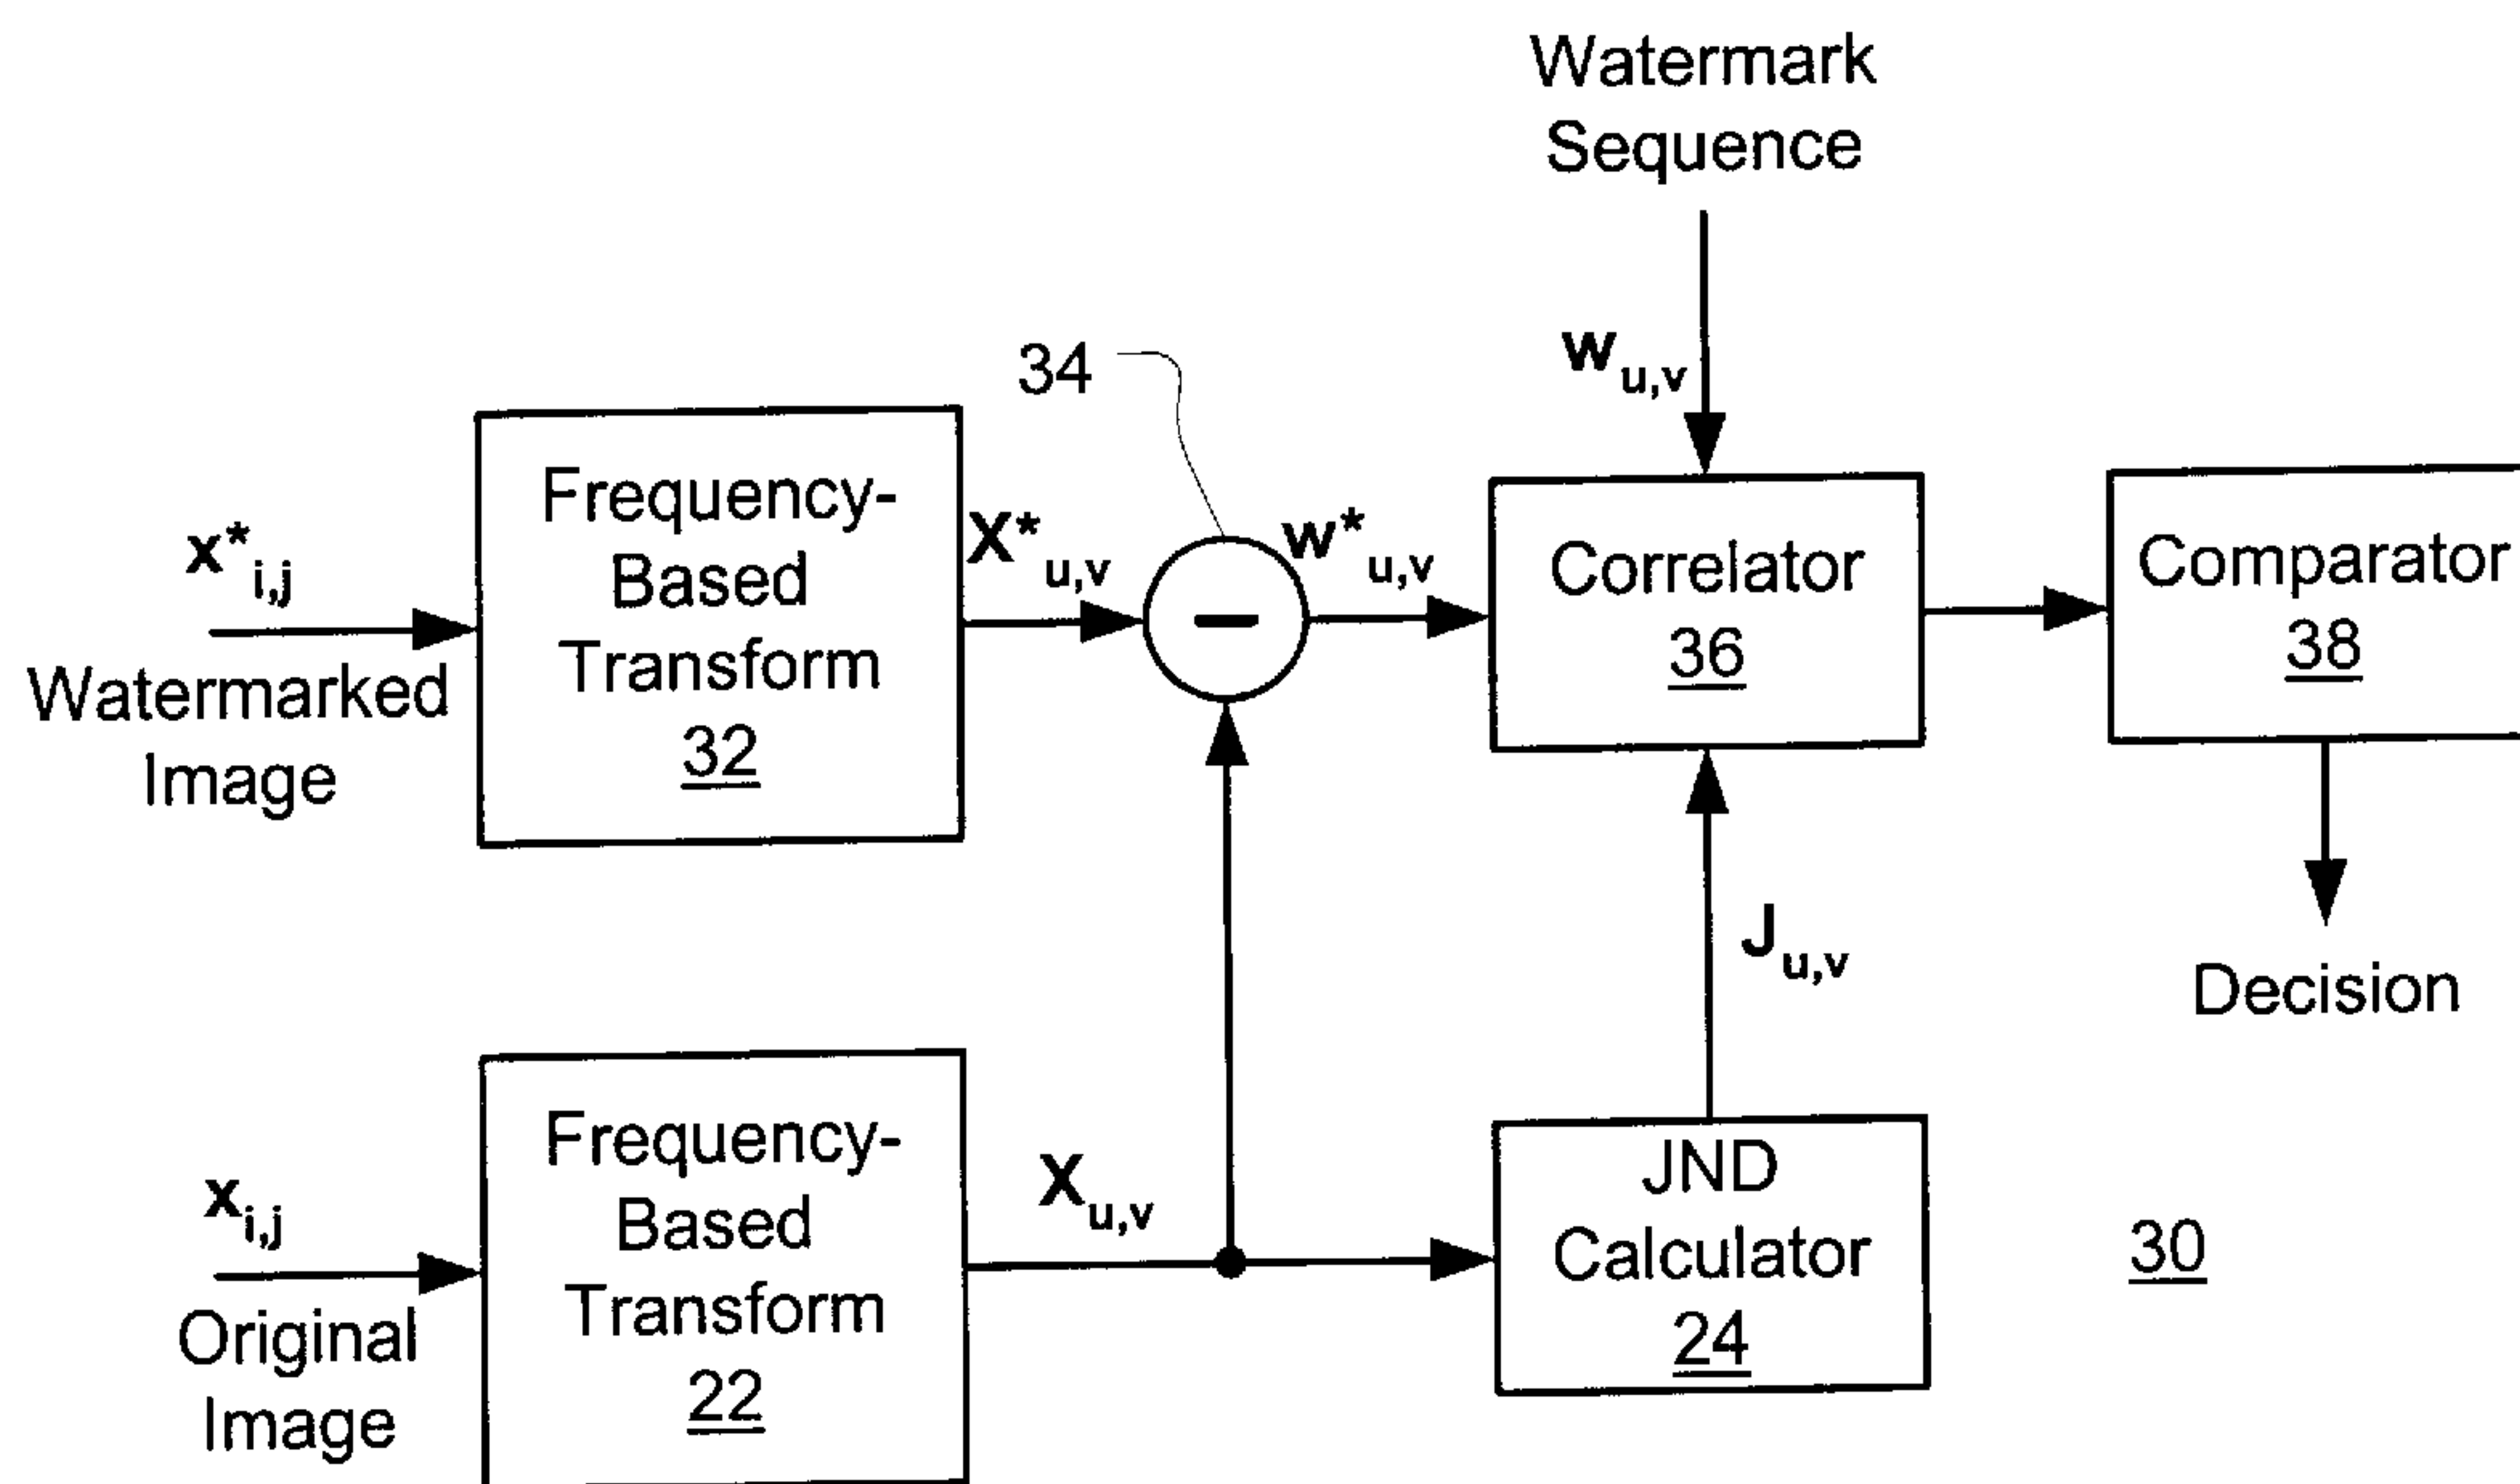 Watermark
Sequence
w u,v
34
Frequency-
Based
Transform
32
x* i,j
Watermarked
Image
X* u,v
−
w* u,v
Correlator
36
Comparator
38
Decision
J u,v
Frequency-
Based
Transform
22
x i,j
Original
Image
X u,v
JND
Calculator
24
30